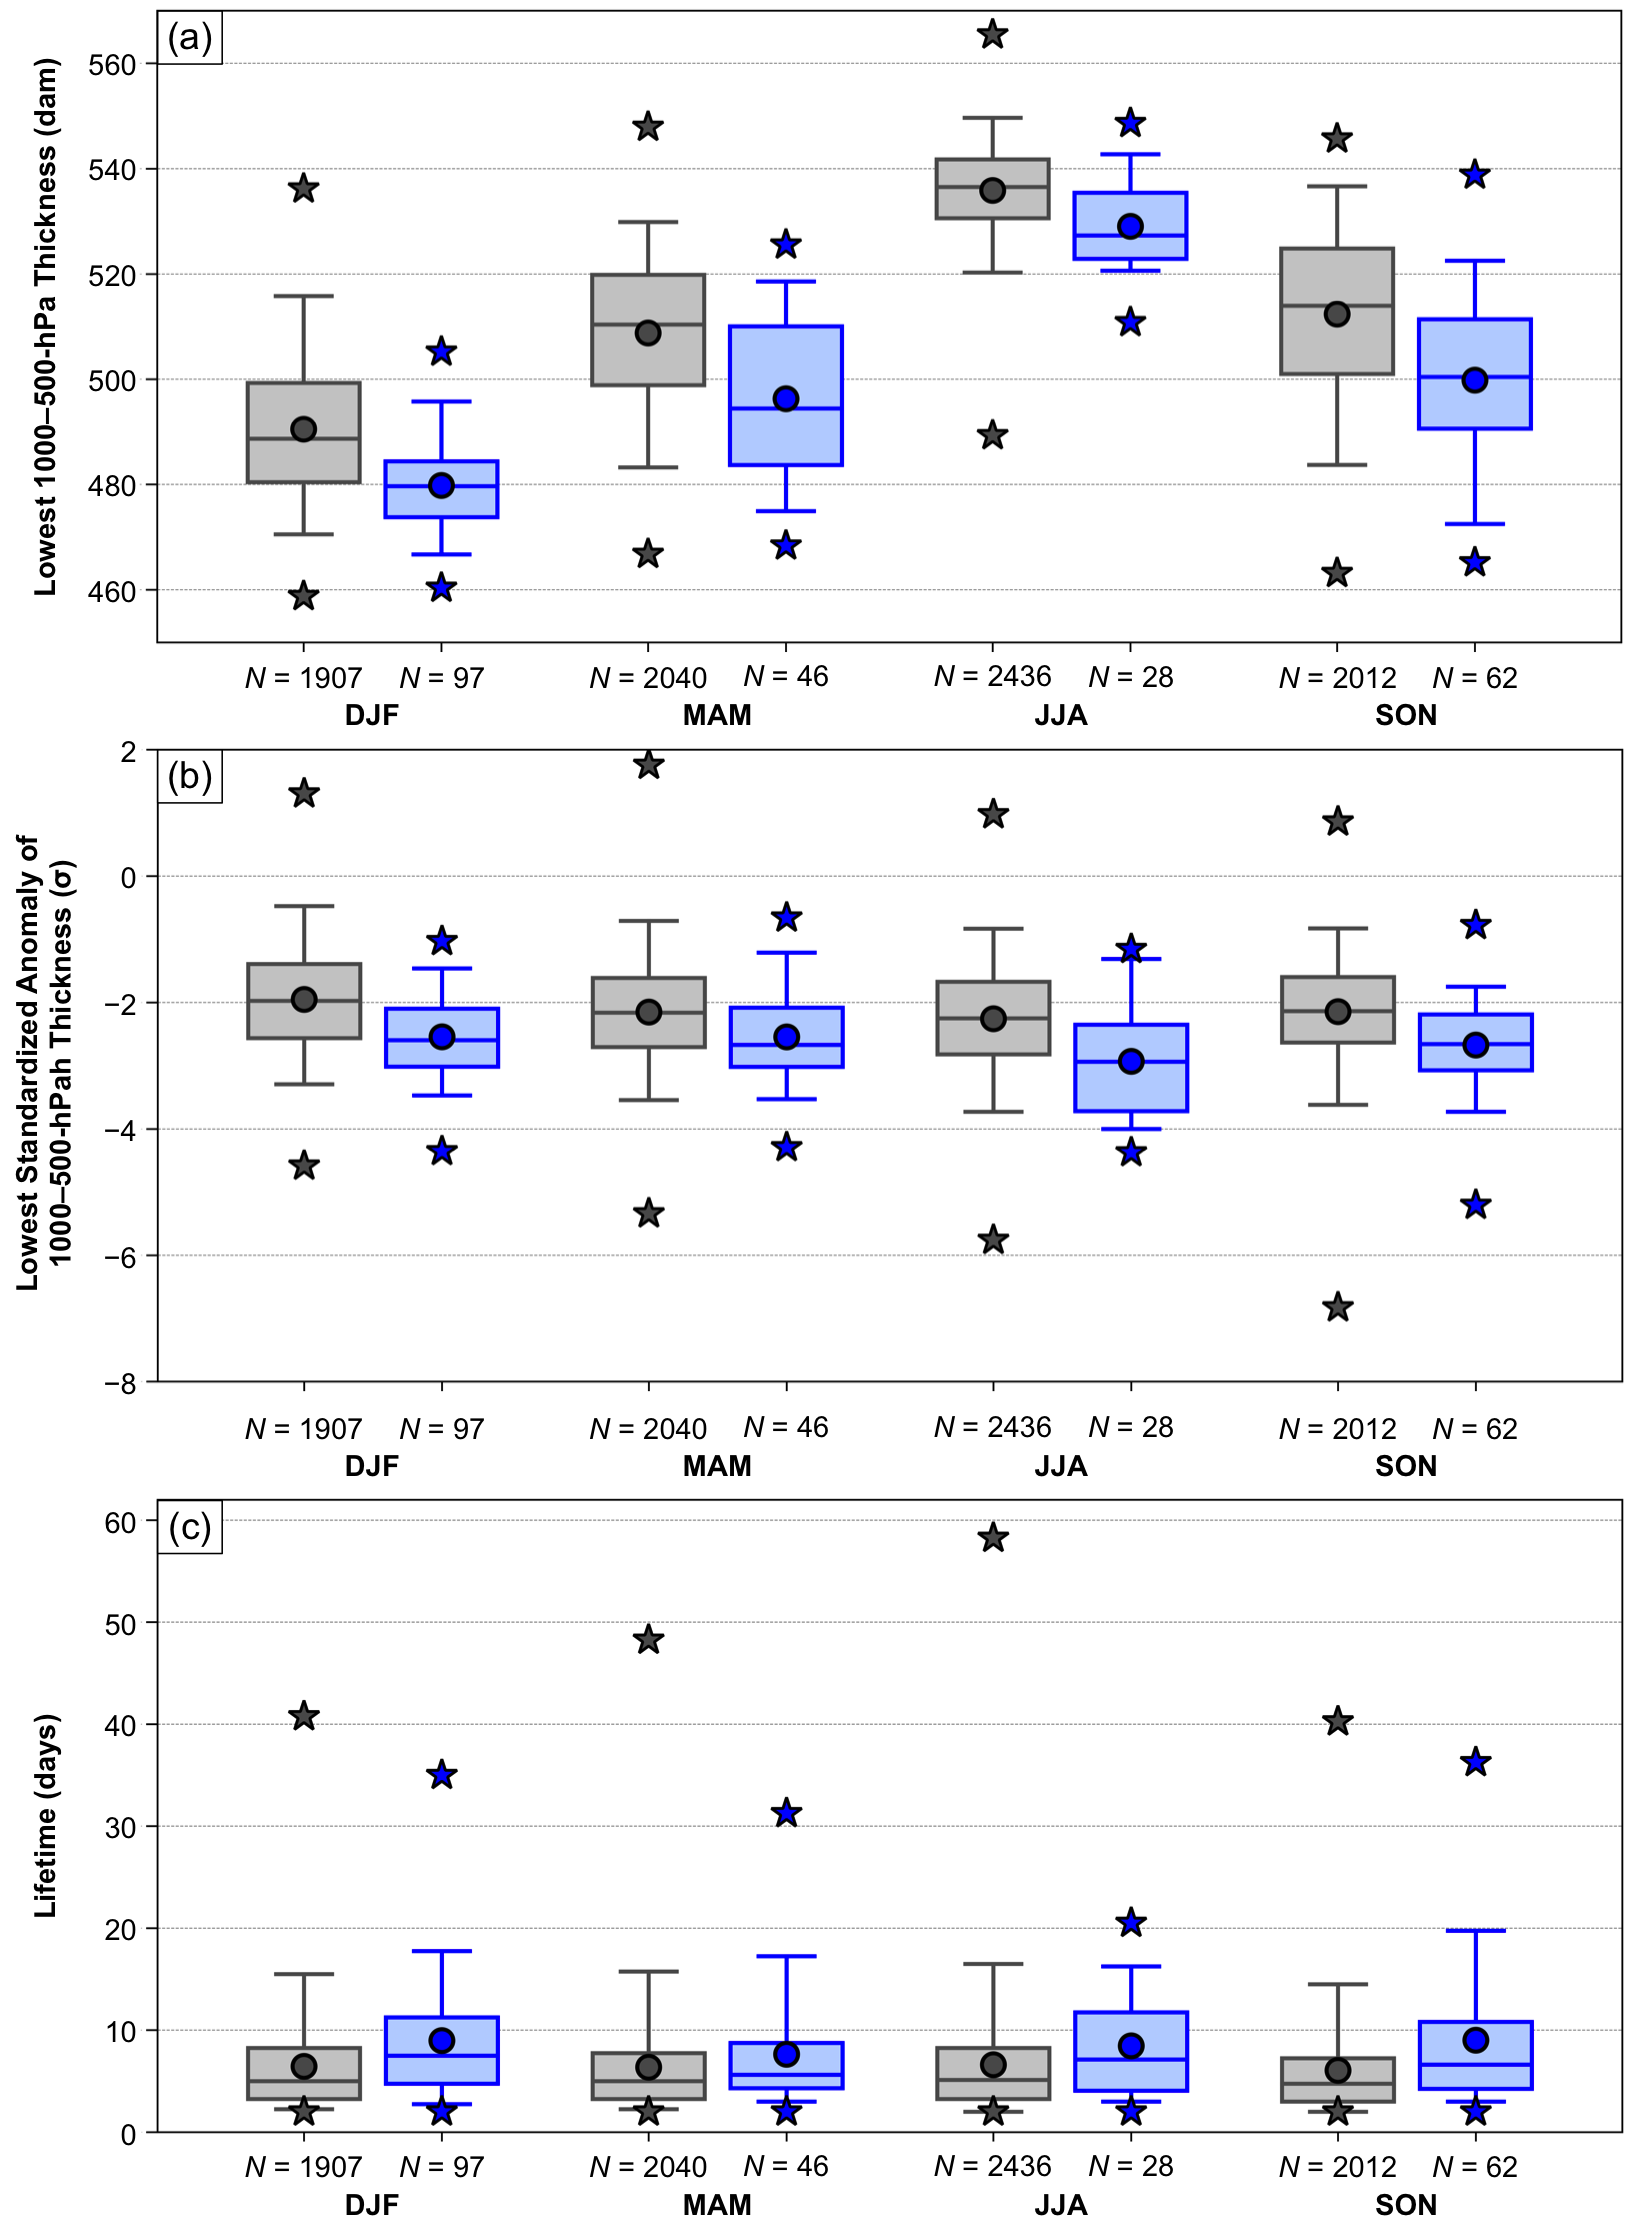 (a)
Lowest 1000–500-hPa Thickness (dam)
560
540
520
500
480
460
N = 1907 N = 97 N = 2040 N = 46 N = 2436 N = 28 N = 2012 N = 62
DJF MAM JJA SON
(b)
Lowest Standardized Anomaly of
1000–500-hPah Thickness (σ)
2
0
−2
−4
−6
−8
N = 1907 N = 97 N = 2040 N = 46 N = 2436 N = 28 N = 2012 N = 62
DJF MAM JJA SON
(c)
Lifetime (days)
60
50
40
30
20
10
0
N = 1907 N = 97 N = 2040 N = 46 N = 2436 N = 28 N = 2012 N = 62
DJF MAM JJA SON